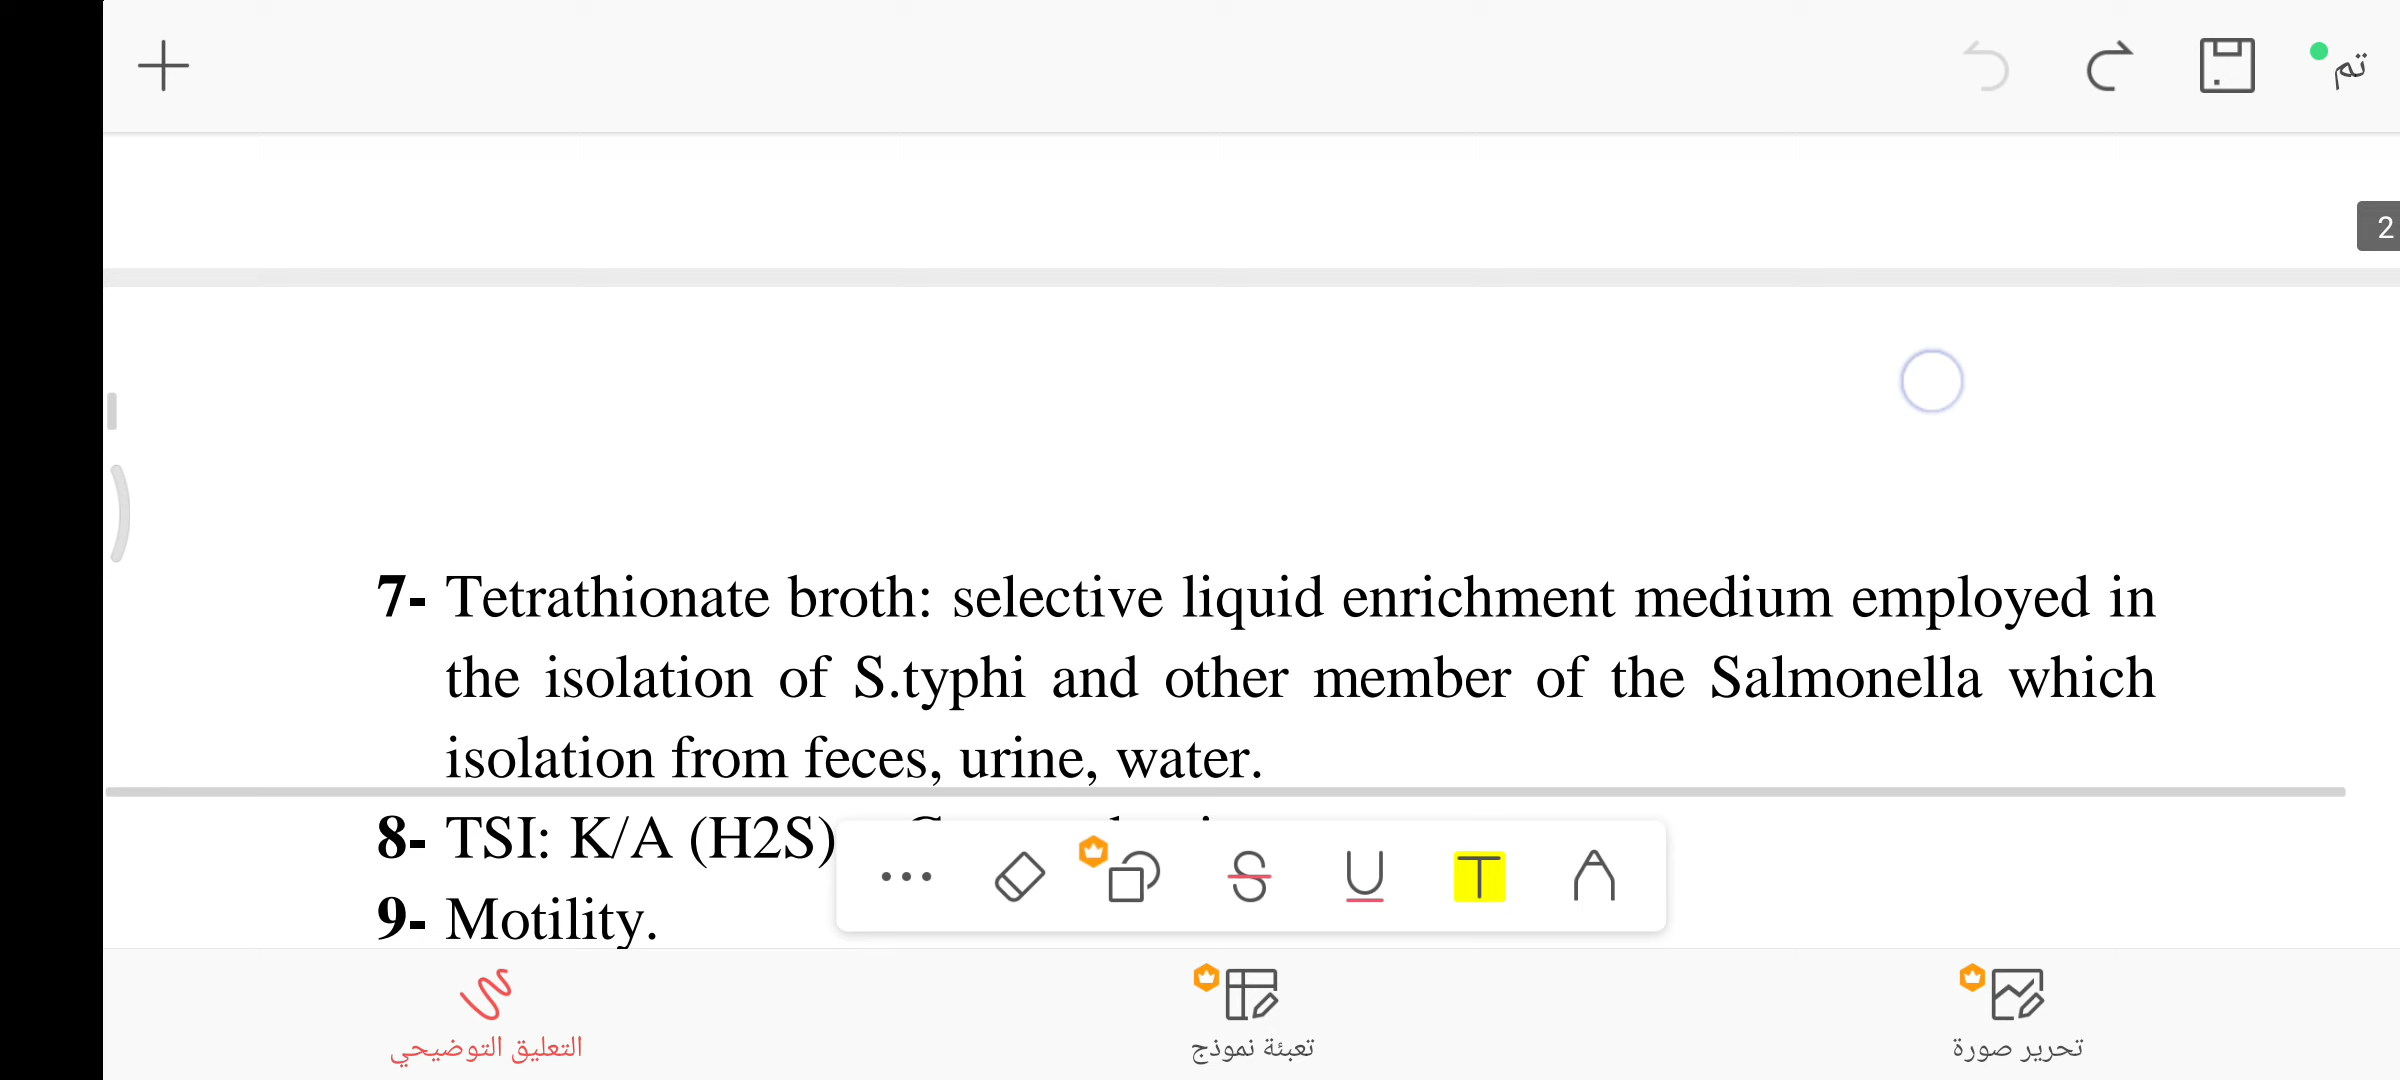 تم
2
7- Tetrathionate broth: selective liquid enrichment medium employed in
the isolation of S.typhi and other member of the Salmonella which
isolation from feces, urine, water.
8- TSI: K/A (H2S)
9- Motility.
التعليق التوضيحي
تعبئة نموذج
تحرير صورة